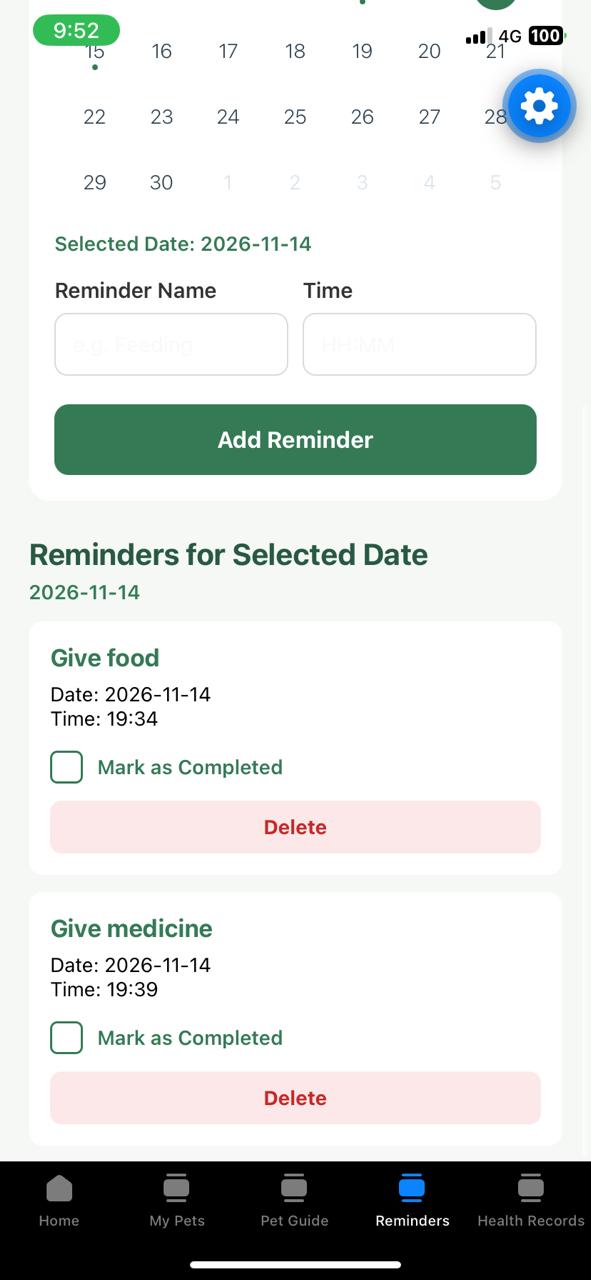 9:52
4G 100
15 16 17 18 19 20 21
22 23 24 25 26 27 28
29 30 1 2 3 4 5
Selected Date: 2026-11-14
Reminder Name Time
e.g. Feeding HH:MM
Add Reminder
Reminders for Selected Date
2026-11-14
Give food
Date: 2026-11-14
Time: 19:34
Mark as Completed
Delete
Give medicine
Date: 2026-11-14
Time: 19:39
Mark as Completed
Delete
Home My Pets Pet Guide Reminders Health Records